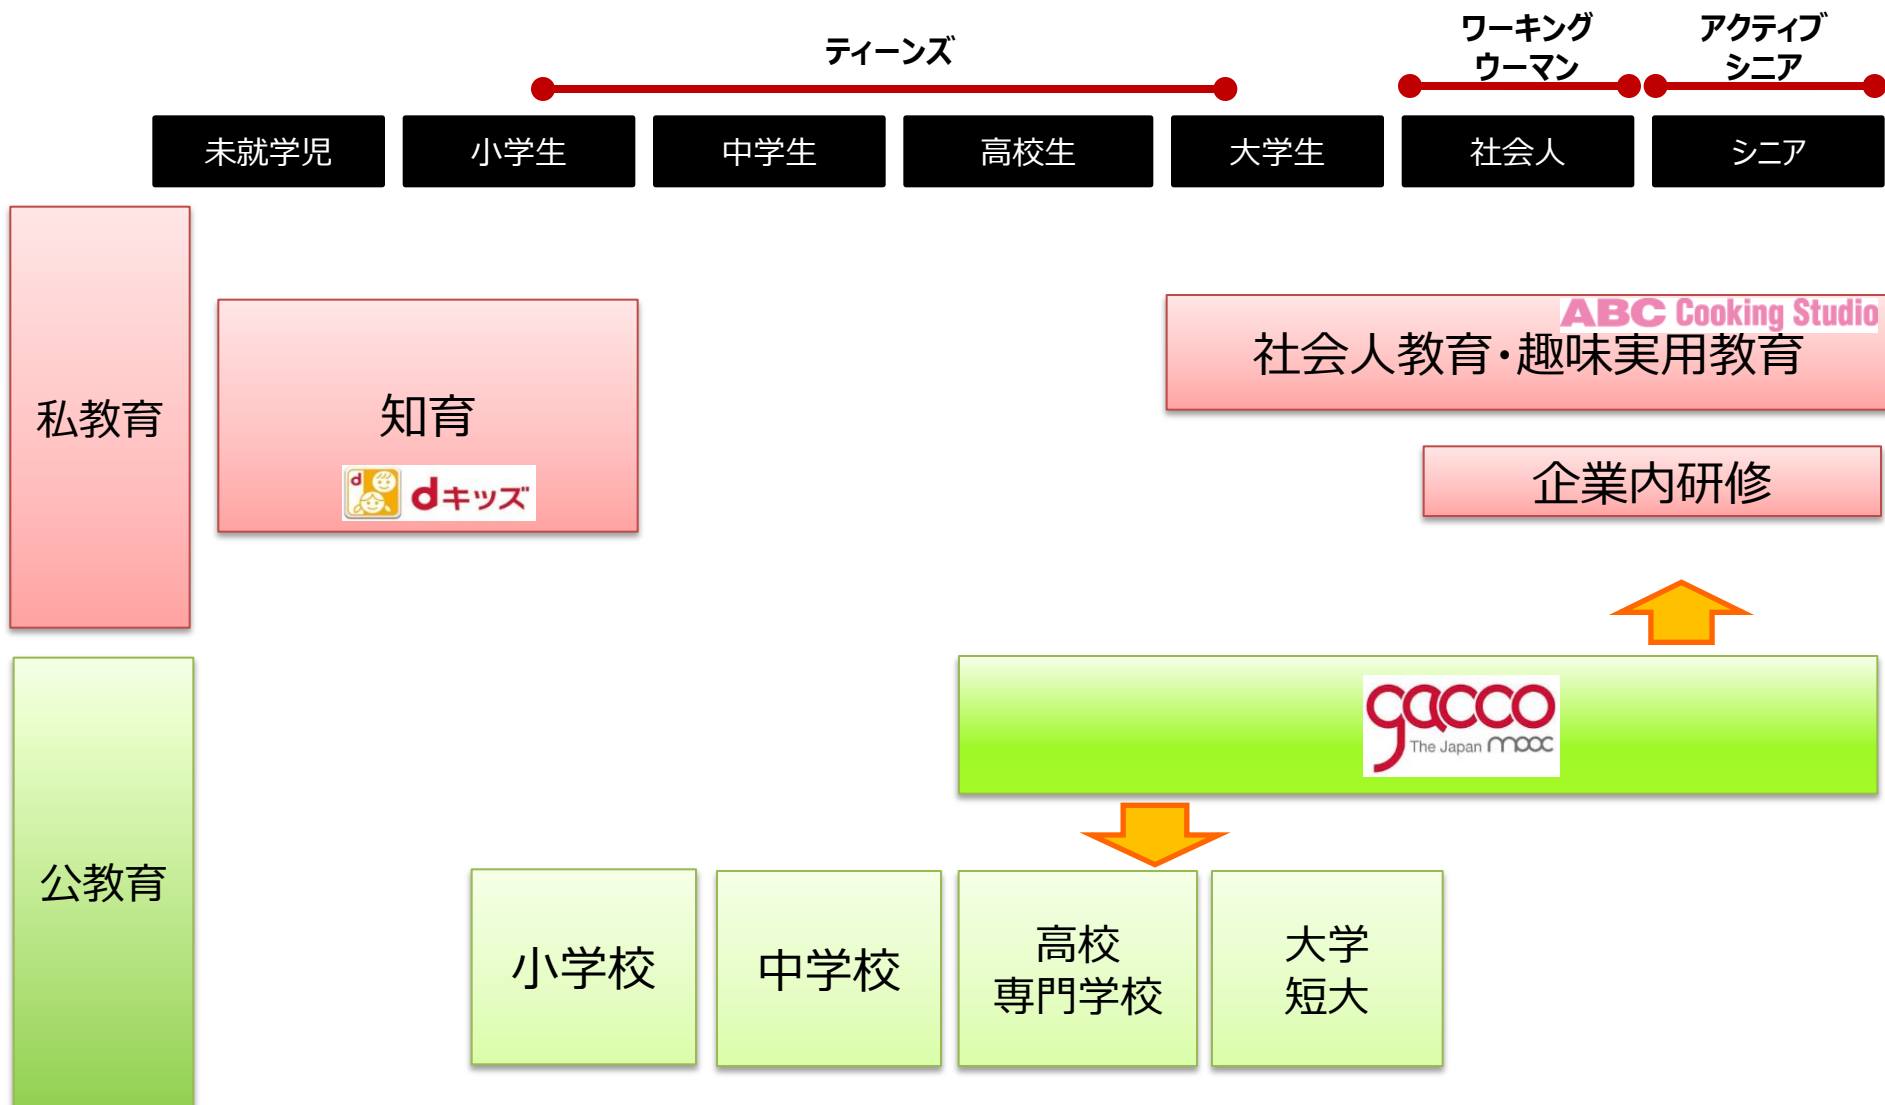 ティーンズ
ワーキング
ウーマン
アクティブ
シニア
未就学児
小学生
中学生
高校生
大学生
社会人
シニア
私教育
知育
d
dキッズ
ABC Cooking Studio
社会人教育・趣味実用教育
企業内研修
gacco
The Japan mooc
公教育
小学校
中学校
高校
専門学校
大学
短大